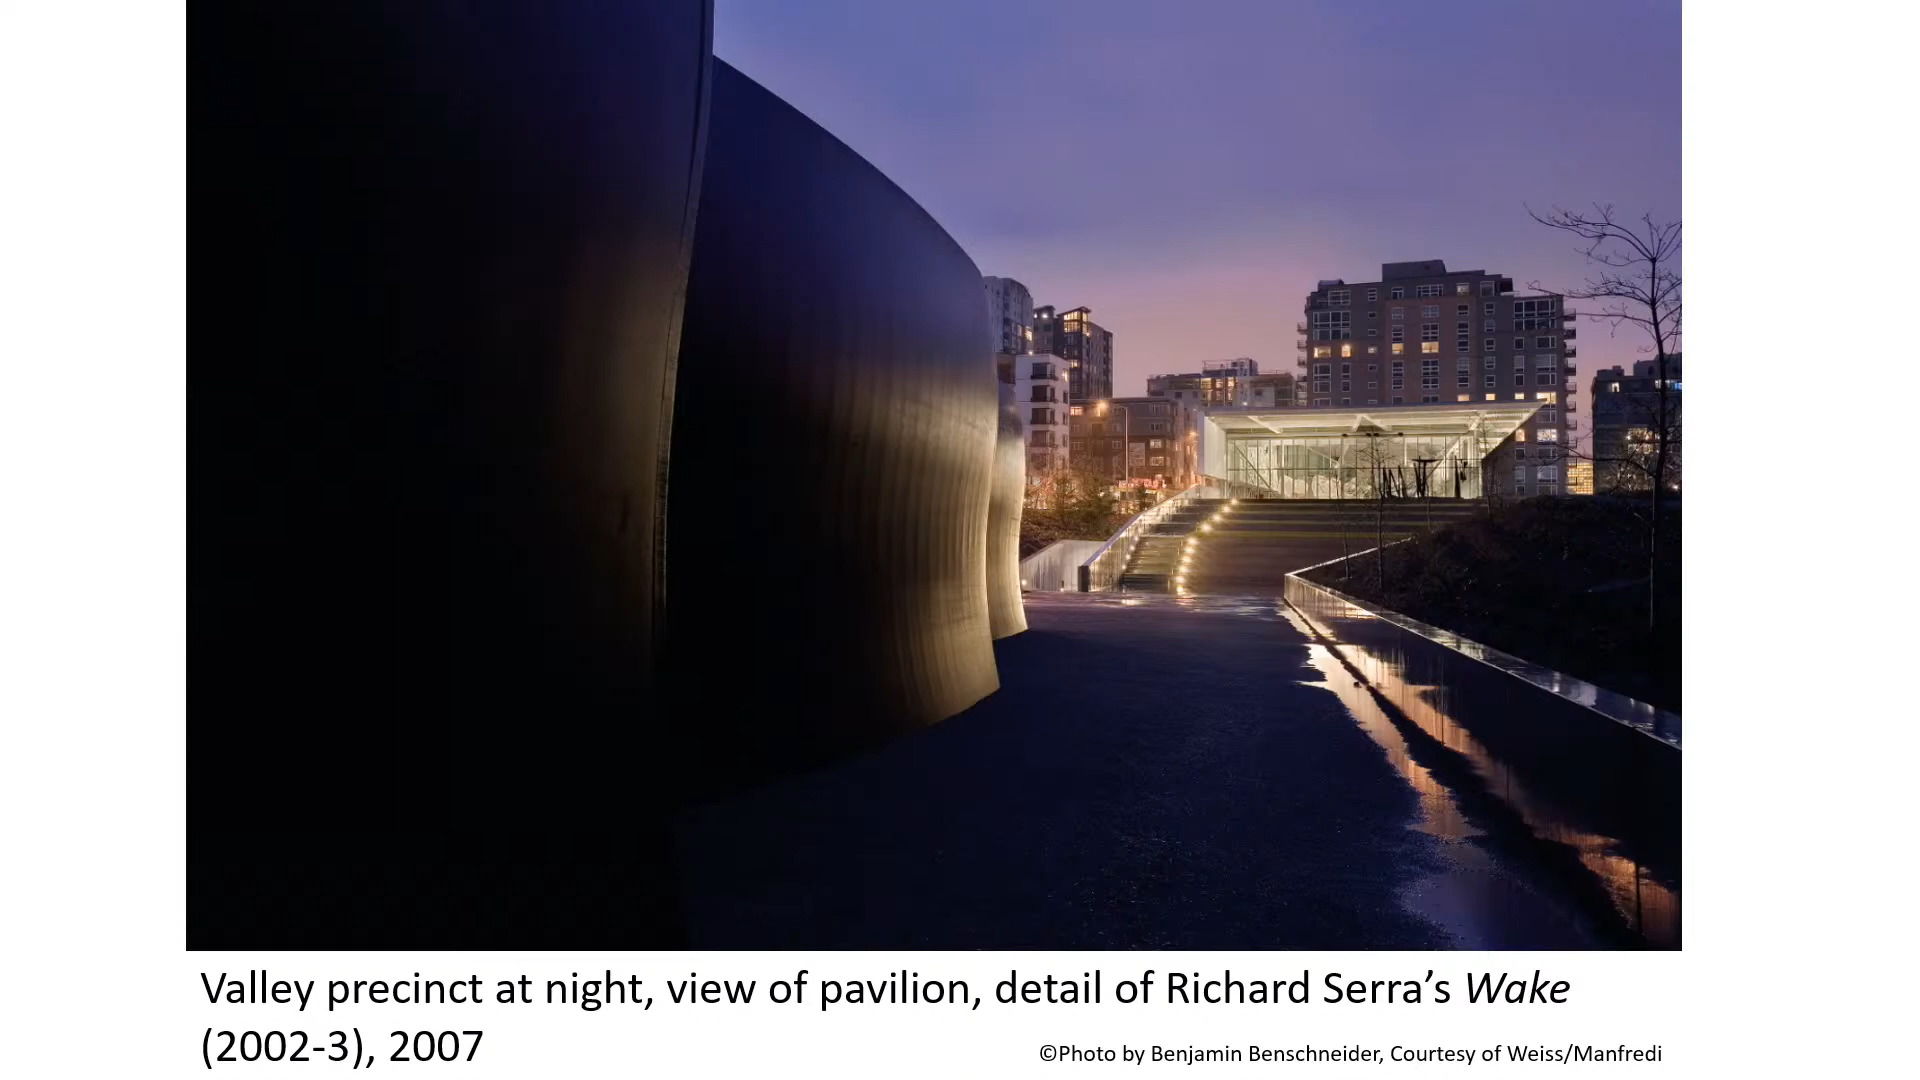 Valley precinct at night, view of pavilion, detail of Richard Serra’s Wake
(2002-3), 2007
©Photo by Benjamin Benschneider, Courtesy of Weiss/Manfredi